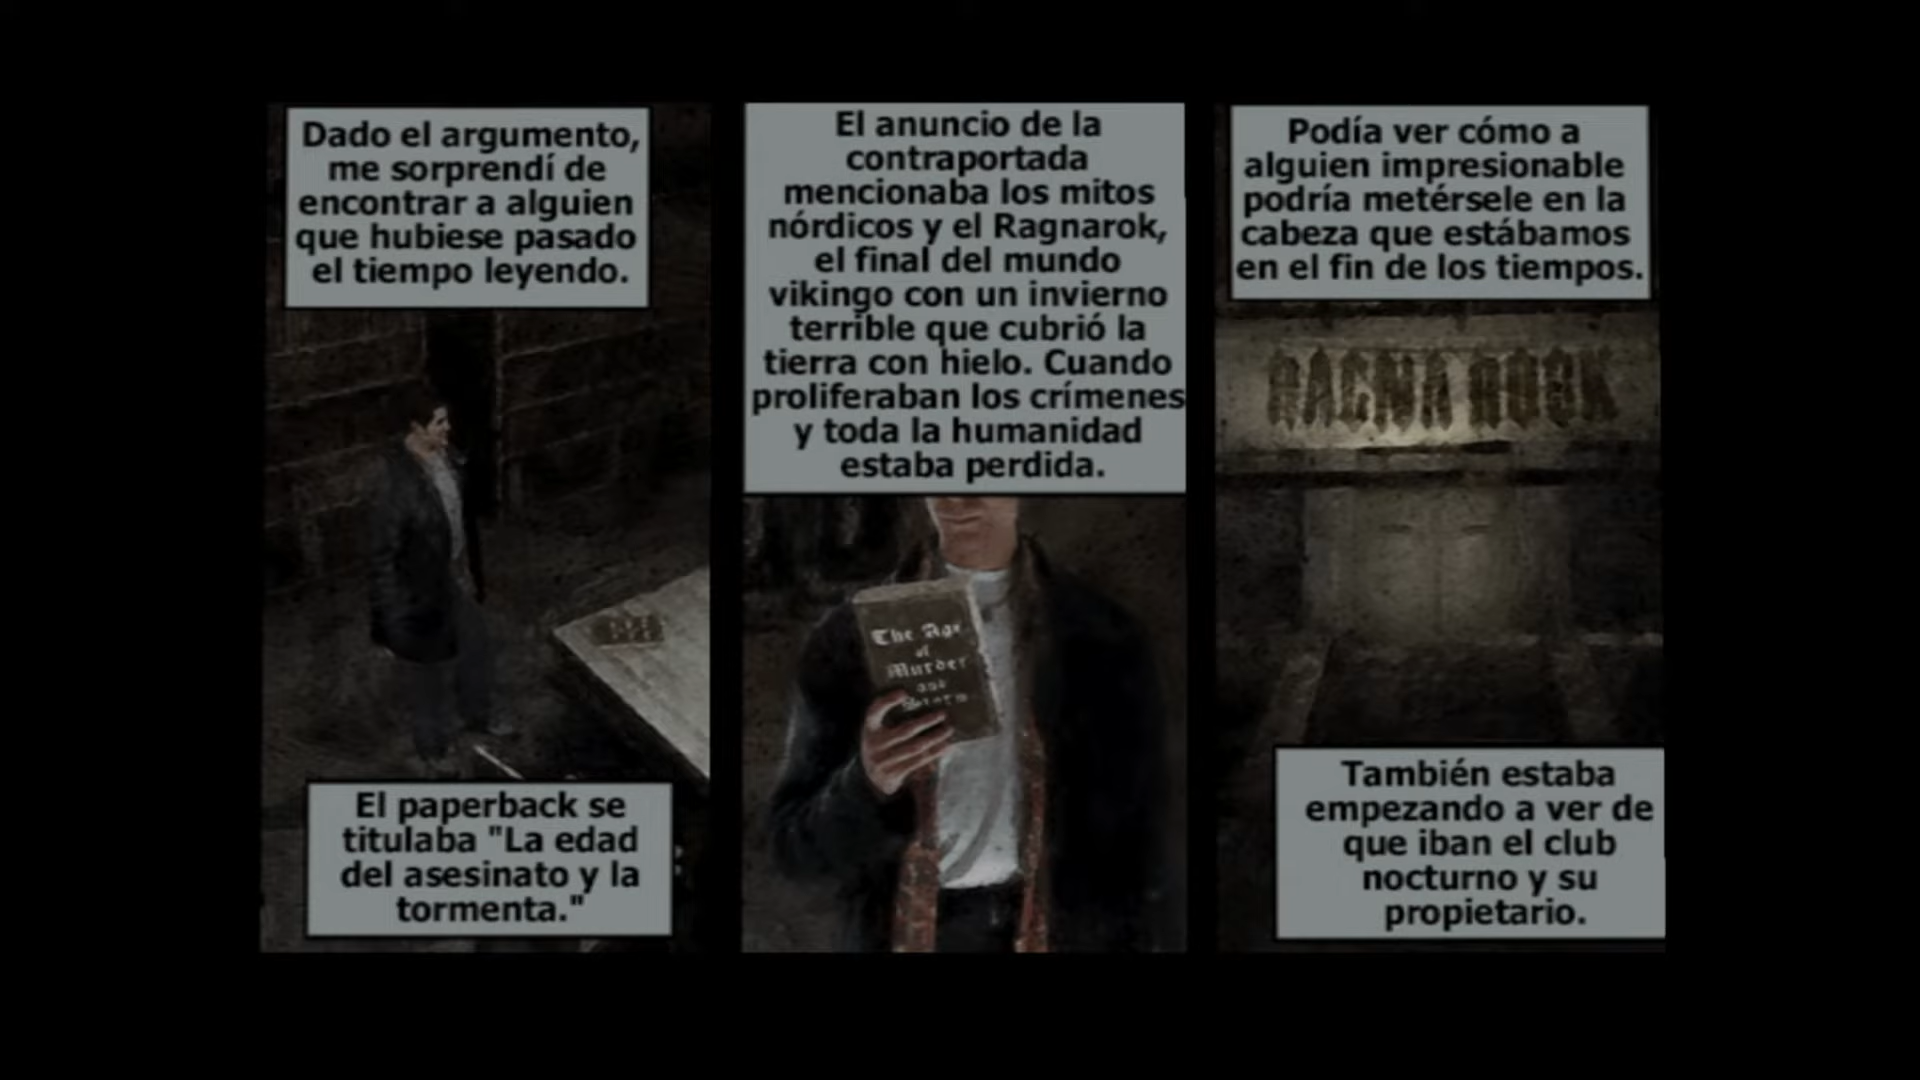 Dado el argumento,
me sorprendí de
encontrar a alguien
que hubiese pasado
el tiempo leyendo.
El paperback se
titulaba "La edad
del asesinato y la
tormenta."
El anuncio de la
contraportada
mencionaba los mitos
nórdicos y el Ragnarok,
el final del mundo
vikingo con un invierno
terrible que cubrió la
tierra con hielo. Cuando
proliferaban los crímenes
y toda la humanidad
estaba perdida.
The Age
of
Murder
and
Storm
Podía ver cómo a
alguien impresionable
podría metérsele en la
cabeza que estábamos
en el fin de los tiempos.
RAGNA ROCK
También estaba
empezando a ver de
que iban el club
nocturno y su
propietario.